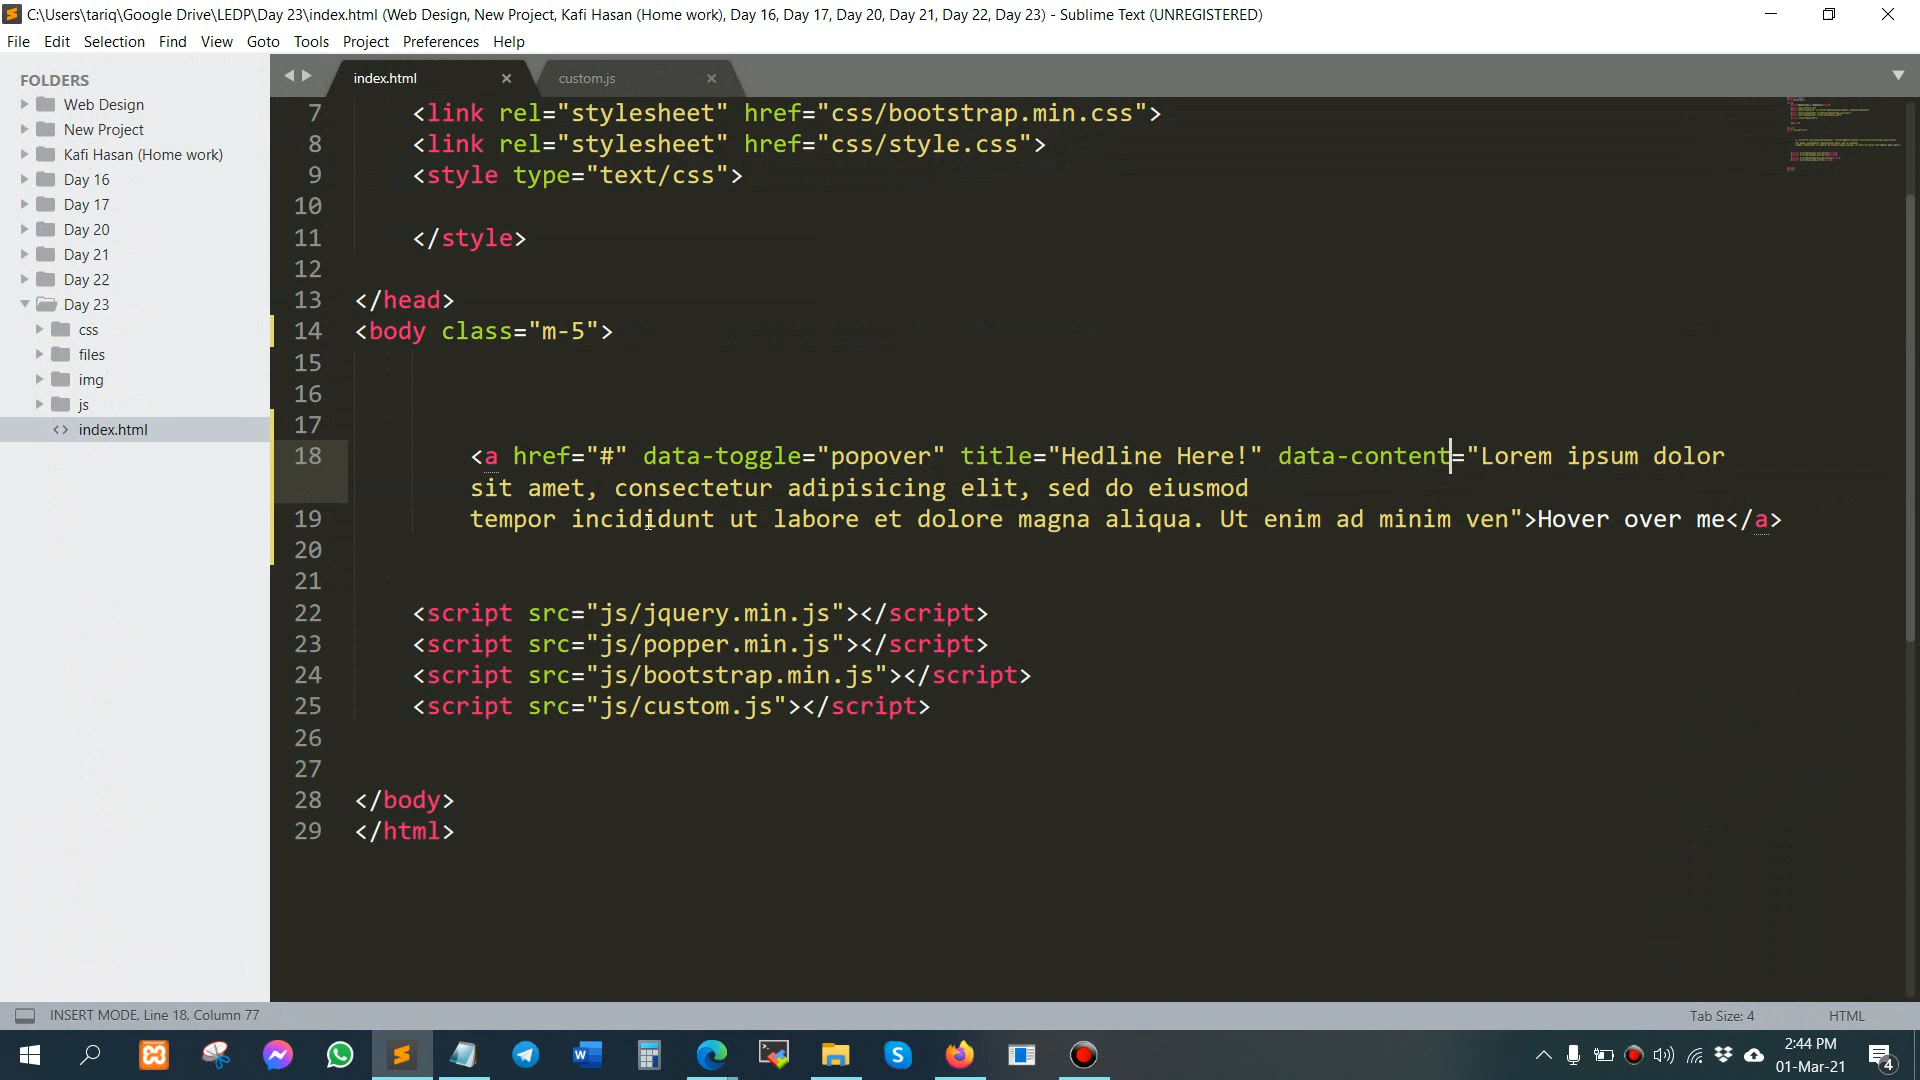 C:\Users\tariq\Google Drive\LEDP\Day 23\index.html (Web Design, New Project, Kafi Hasan (Home work), Day 16, Day 17, Day 20, Day 21, Day 22, Day 23) - Sublime Text (UNREGISTERED)
File Edit Selection Find View Goto Tools Project Preferences Help
FOLDERS
Web Design
New Project
Kafi Hasan (Home work)
Day 16
Day 17
Day 20
Day 21
Day 22
Day 23
css
files
img
js
<> index.html
index.html × custom.js ×
7 <link rel="stylesheet" href="css/bootstrap.min.css">
8 <link rel="stylesheet" href="css/style.css">
9 <style type="text/css">
10
11 </style>
12
13 </head>
14 <body class="m-5">
15
16
17
18 <a href="#" data-toggle="popover" title="Hedline Here!" data-content="Lorem ipsum dolor
sit amet, consectetur adipisicing elit, sed do eiusmod
19 tempor incididunt ut labore et dolore magna aliqua. Ut enim ad minim ven">Hover over me</a>
20
21
22 <script src="js/jquery.min.js"></script>
23 <script src="js/popper.min.js"></script>
24 <script src="js/bootstrap.min.js"></script>
25 <script src="js/custom.js"></script>
26
27
28 </body>
29 </html>
INSERT MODE, Line 18, Column 77 Tab Size: 4 HTML
2:44 PM
01-Mar-21
4